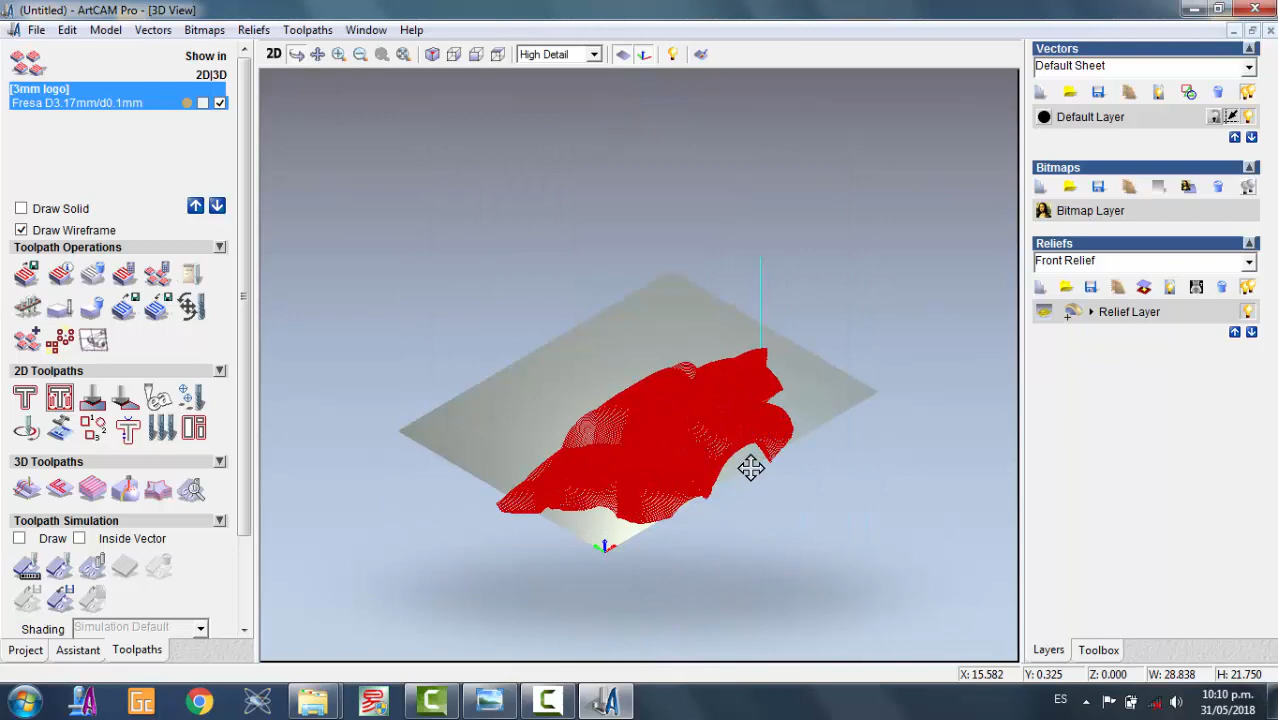 (Untitled) - ArtCAM Pro - [3D View]
File Edit Model Vectors Bitmaps Reliefs Toolpaths Window Help
Show in
2D|3D
[3mm logo]
Fresa D3.17mm/d0.1mm
Draw Solid
Draw Wireframe
Toolpath Operations
2D Toolpaths
3D Toolpaths
Toolpath Simulation
Draw Inside Vector
Shading Simulation Default
Project Assistant Toolpaths
2D High Detail
Vectors
Default Sheet
Default Layer
Bitmaps
Bitmap Layer
Reliefs
Front Relief
Relief Layer
Layers Toolbox
X: 15.582 Y: 0.325 Z: 0.000 W: 28.838 H: 21.750
ES 10:10 p.m.
31/05/2018